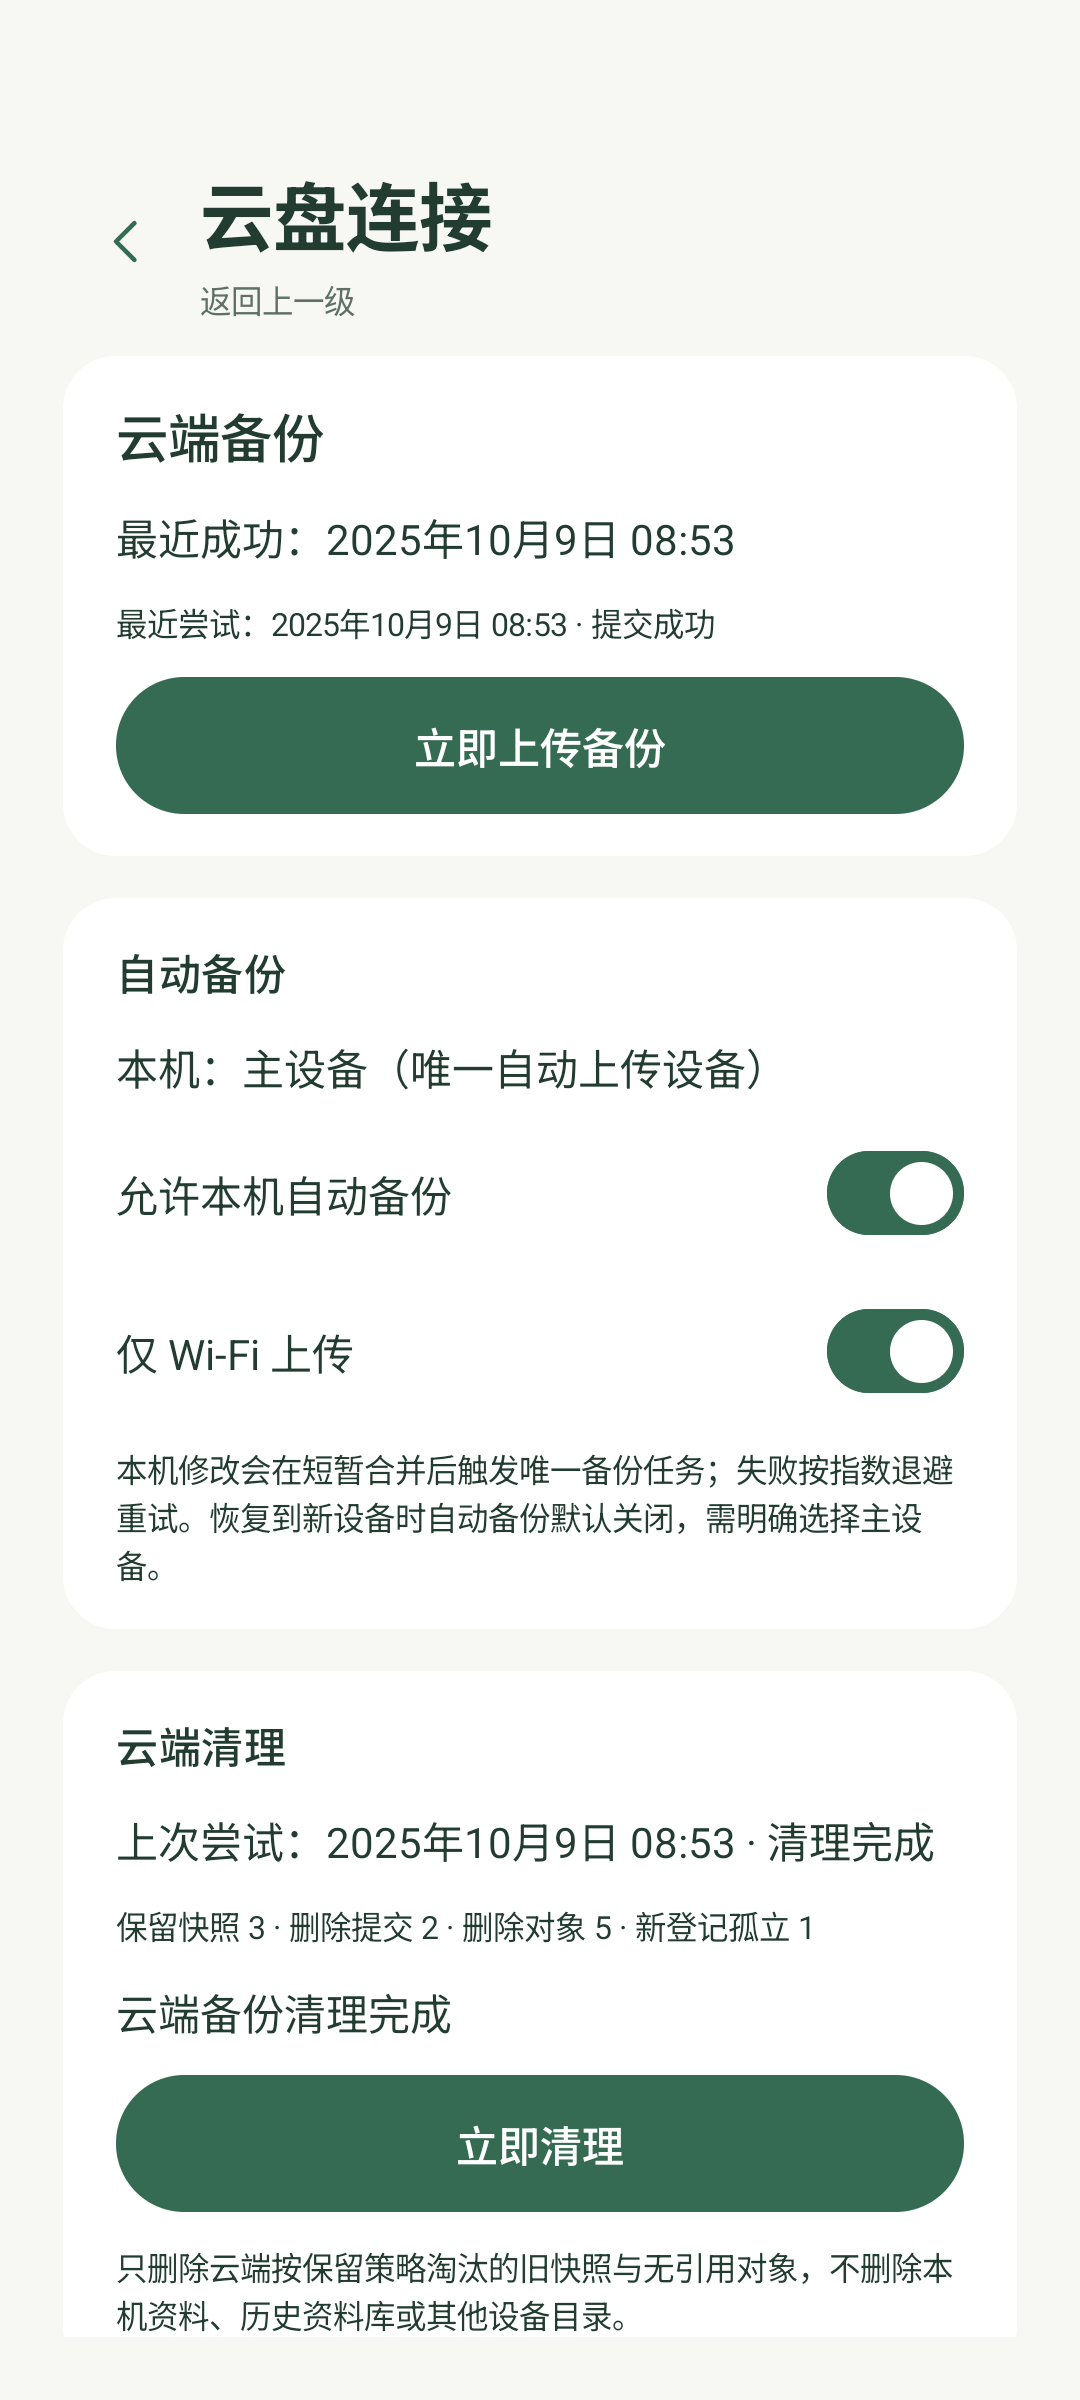 云盘连接
返回上一级
云端备份
最近成功：2025年10月9日 08:53
最近尝试：2025年10月9日 08:53 · 提交成功
立即上传备份
自动备份
本机：主设备（唯一自动上传设备）
允许本机自动备份
仅 Wi-Fi 上传
本机修改会在短暂合并后触发唯一备份任务；失败按指数退避
重试。恢复到新设备时自动备份默认关闭，需明确选择主设
备。
云端清理
上次尝试：2025年10月9日 08:53 · 清理完成
保留快照 3 · 删除提交 2 · 删除对象 5 · 新登记孤立 1
云端备份清理完成
立即清理
只删除云端按保留策略淘汰的旧快照与无引用对象，不删除本
机资料、历史资料库或其他设备目录。